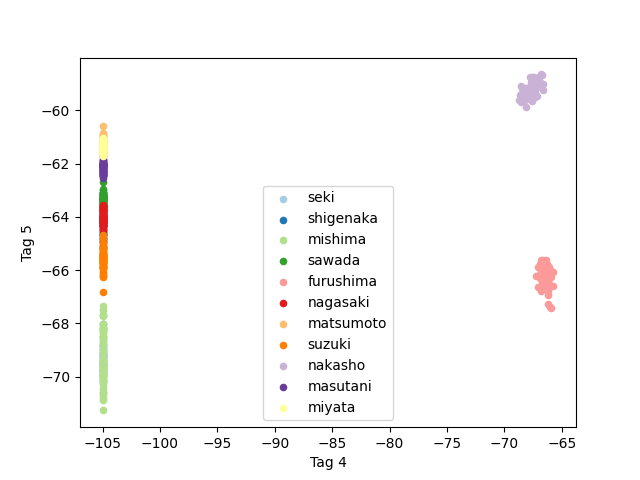 −60
−62
−64
−66
−68
−70
Tag 5
seki
shigenaka
mishima
sawada
furushima
nagasaki
matsumoto
suzuki
nakasho
masutani
miyata
−105 −100 −95 −90 −85 −80 −75 −70 −65
Tag 4